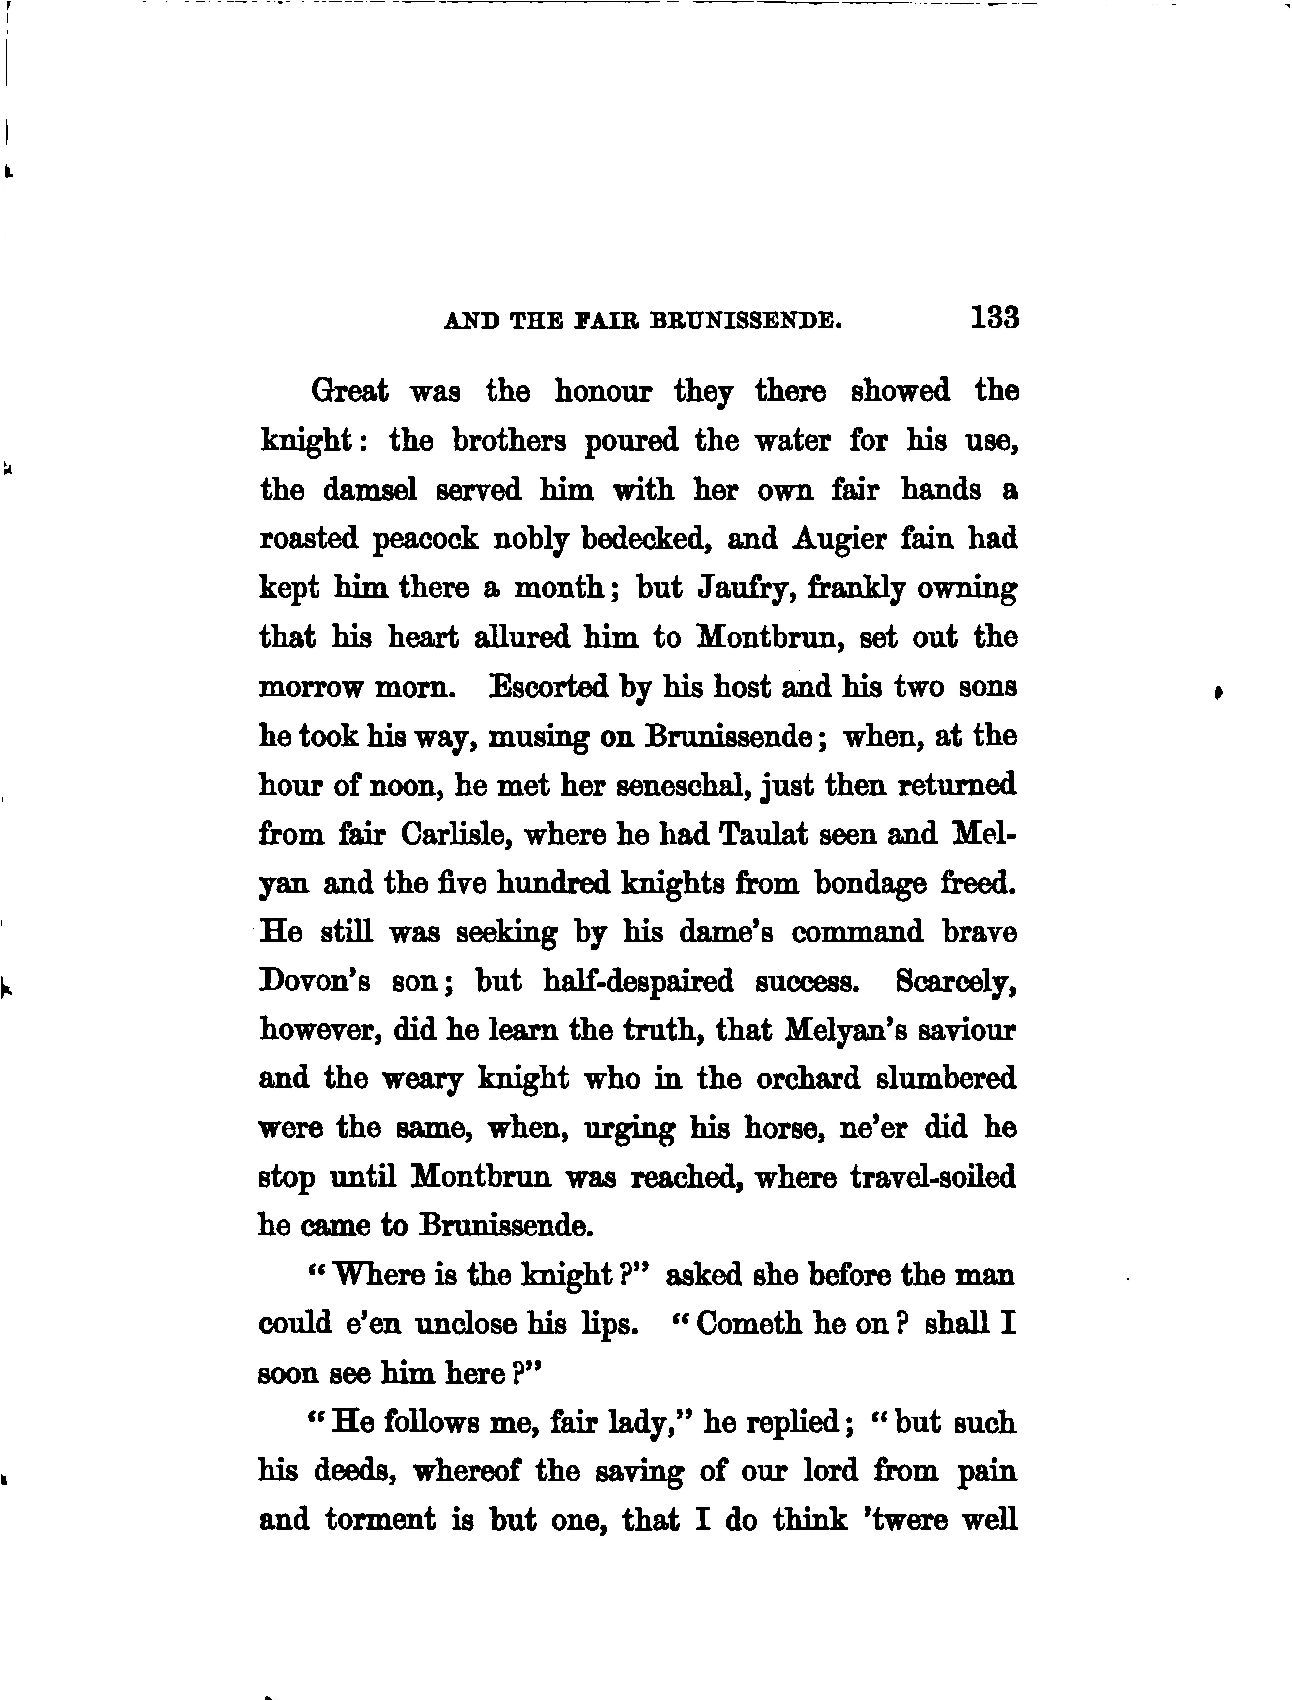 AND THE FAIR BRUNISSENDE. 133
Great was the honour they there showed the
knight: the brothers poured the water for his use,
the damsel served him with her own fair hands a
roasted peacock nobly bedecked, and Augier fain had
kept him there a month; but Jaufry, frankly owning
that his heart allured him to Montbrun, set out the
morrow morn. Escorted by his host and his two sons
he took his way, musing on Brunissende; when, at the
hour of noon, he met her seneschal, just then returned
from fair Carlisle, where he had Taulat seen and Mel-
yan and the five hundred knights from bondage freed.
He still was seeking by his dame's command brave
Dovon's son; but half-despaired success. Scarcely,
however, did he learn the truth, that Melyan's saviour
and the weary knight who in the orchard slumbered
were the same, when, urging his horse, ne'er did he
stop until Montbrun was reached, where travel-soiled
he came to Brunissende.
"Where is the knight?" asked she before the man
could e'en unclose his lips. "Cometh he on? shall I
soon see him here?"
"He follows me, fair lady," he replied; "but such
his deeds, whereof the saving of our lord from pain
and torment is but one, that I do think 'twere well